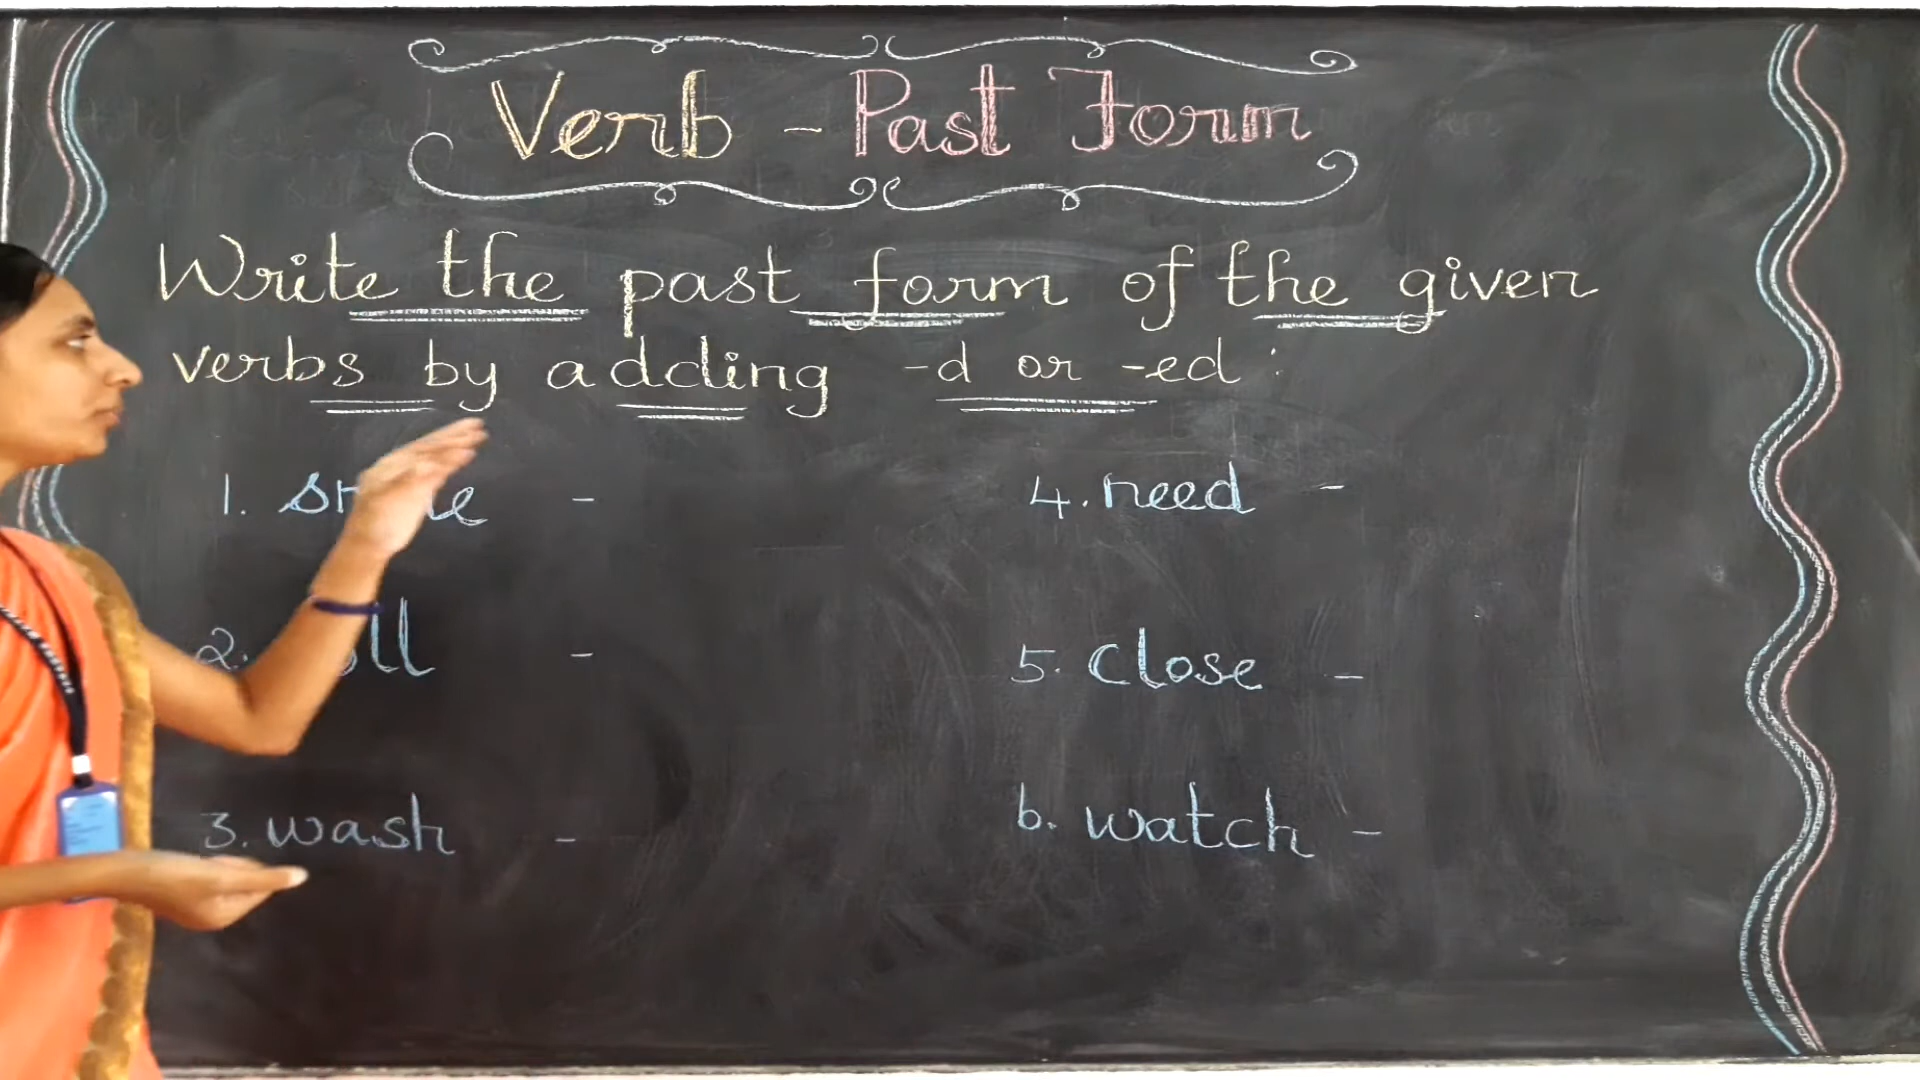 Verb - Past Form
Write the past form of the given
verbs by adding -d or -ed :
1. -
2. -
3. wash -
4. need -
5. close -
6. watch -